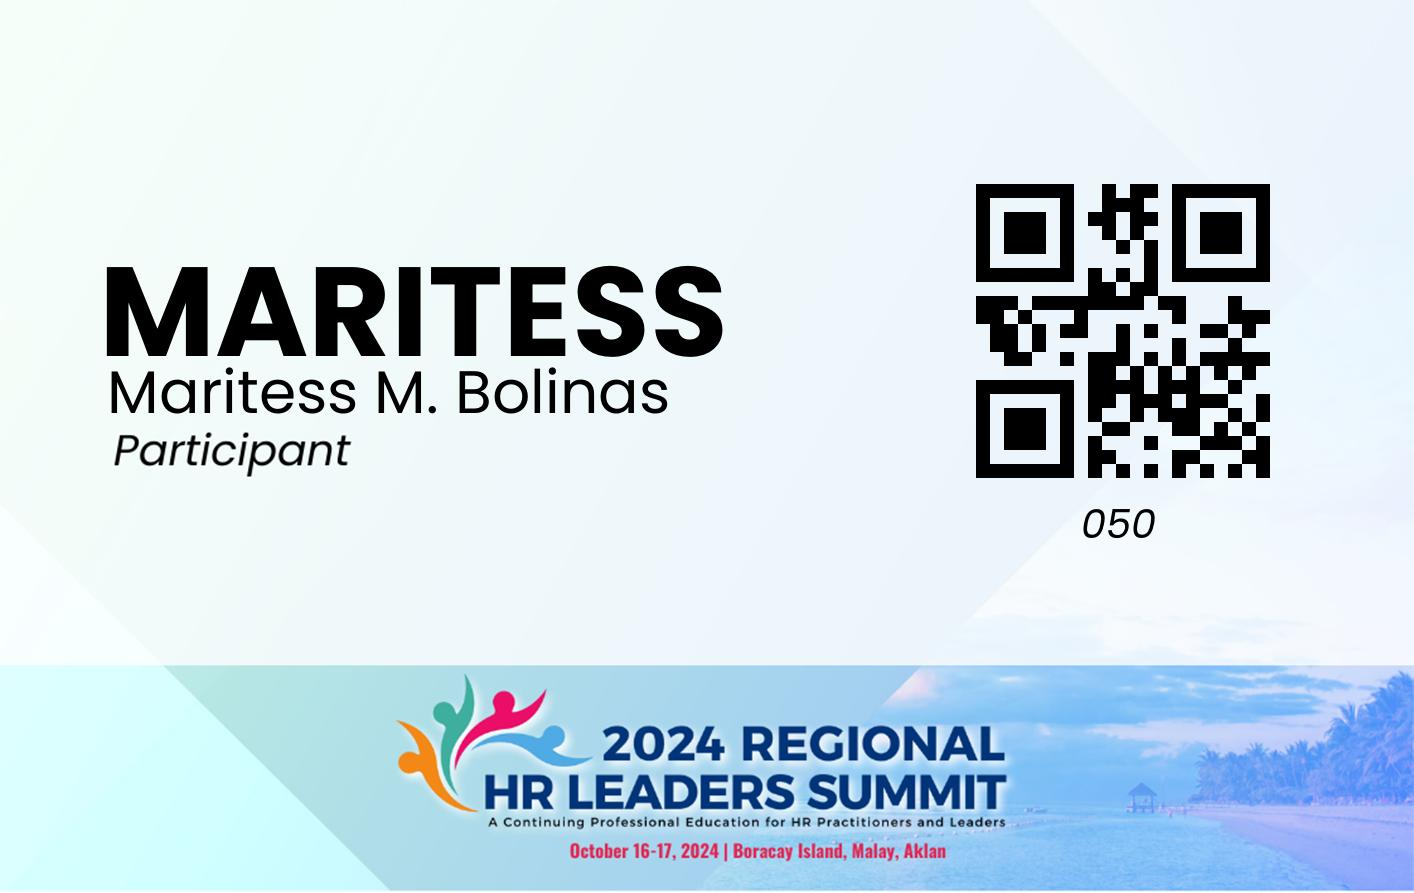 MARITESS
Maritess M. Bolinas
Participant
050
2024 REGIONAL
HR LEADERS SUMMIT
A Continuing Professional Education for HR Practitioners and Leaders
October 16-17, 2024 | Boracay Island, Malay, Aklan